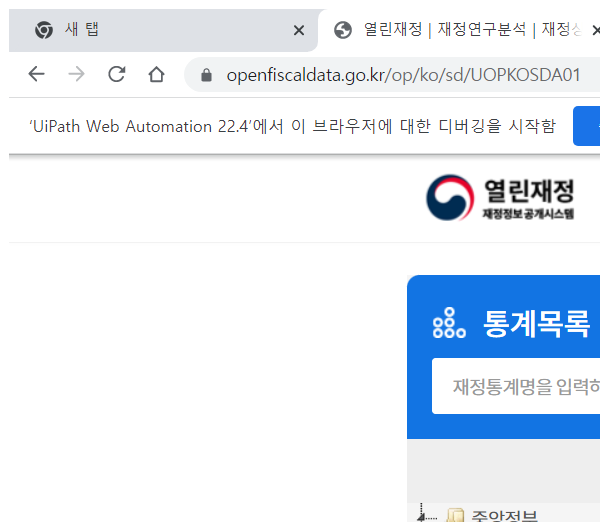 새 탭
열린재정 | 재정연구분석 | 재정상
openfiscaldata.go.kr/op/ko/sd/UOPKOSDA01
'UiPath Web Automation 22.4'에서 이 브라우저에 대한 디버깅을 시작함
열린재정
재정정보공개시스템
통계목록
재정통계명을 입력하
중앙정부